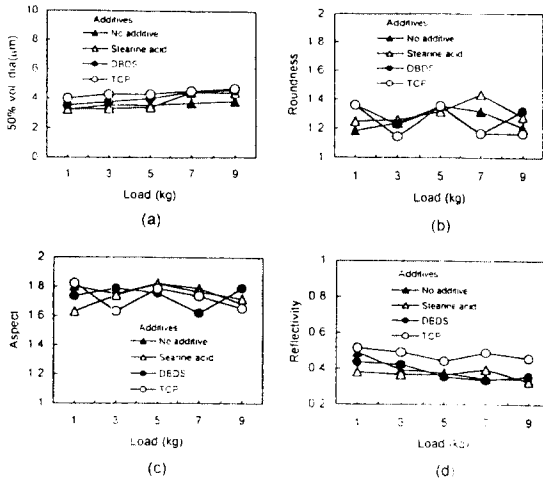 Additives
No additive
Stearine acid
DBDS
TCP
50% vol. dia(μm)
10
8
6
4
2
0
1 3 5 7 9
Load (kg)
(a)
Additives
No additive
Stearine acid
DBDS
TCP
Roundness
2
1.8
1.6
1.4
1.2
1
1 3 5 7 9
Load (kg)
(b)
Aspect
2
1.8
1.6
1.4
1.2
1
Additives
No additive
Stearine acid
DBDS
TCP
1 3 5 7 9
Load (kg)
(c)
Additives
No additive
Stearine acid
DBDS
TCP
Reflectivity
1
0.8
0.6
0.4
0.2
1 3 5 7 9
Load (kg)
(d)